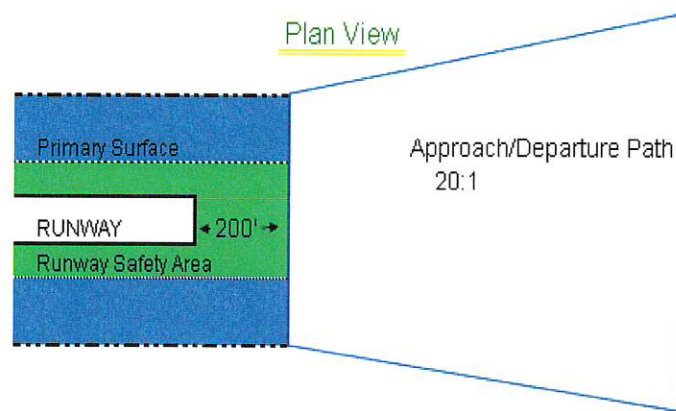 Plan View
Primary Surface
Approach/Departure Path
20:1
RUNWAY
200'
Runway Safety Area